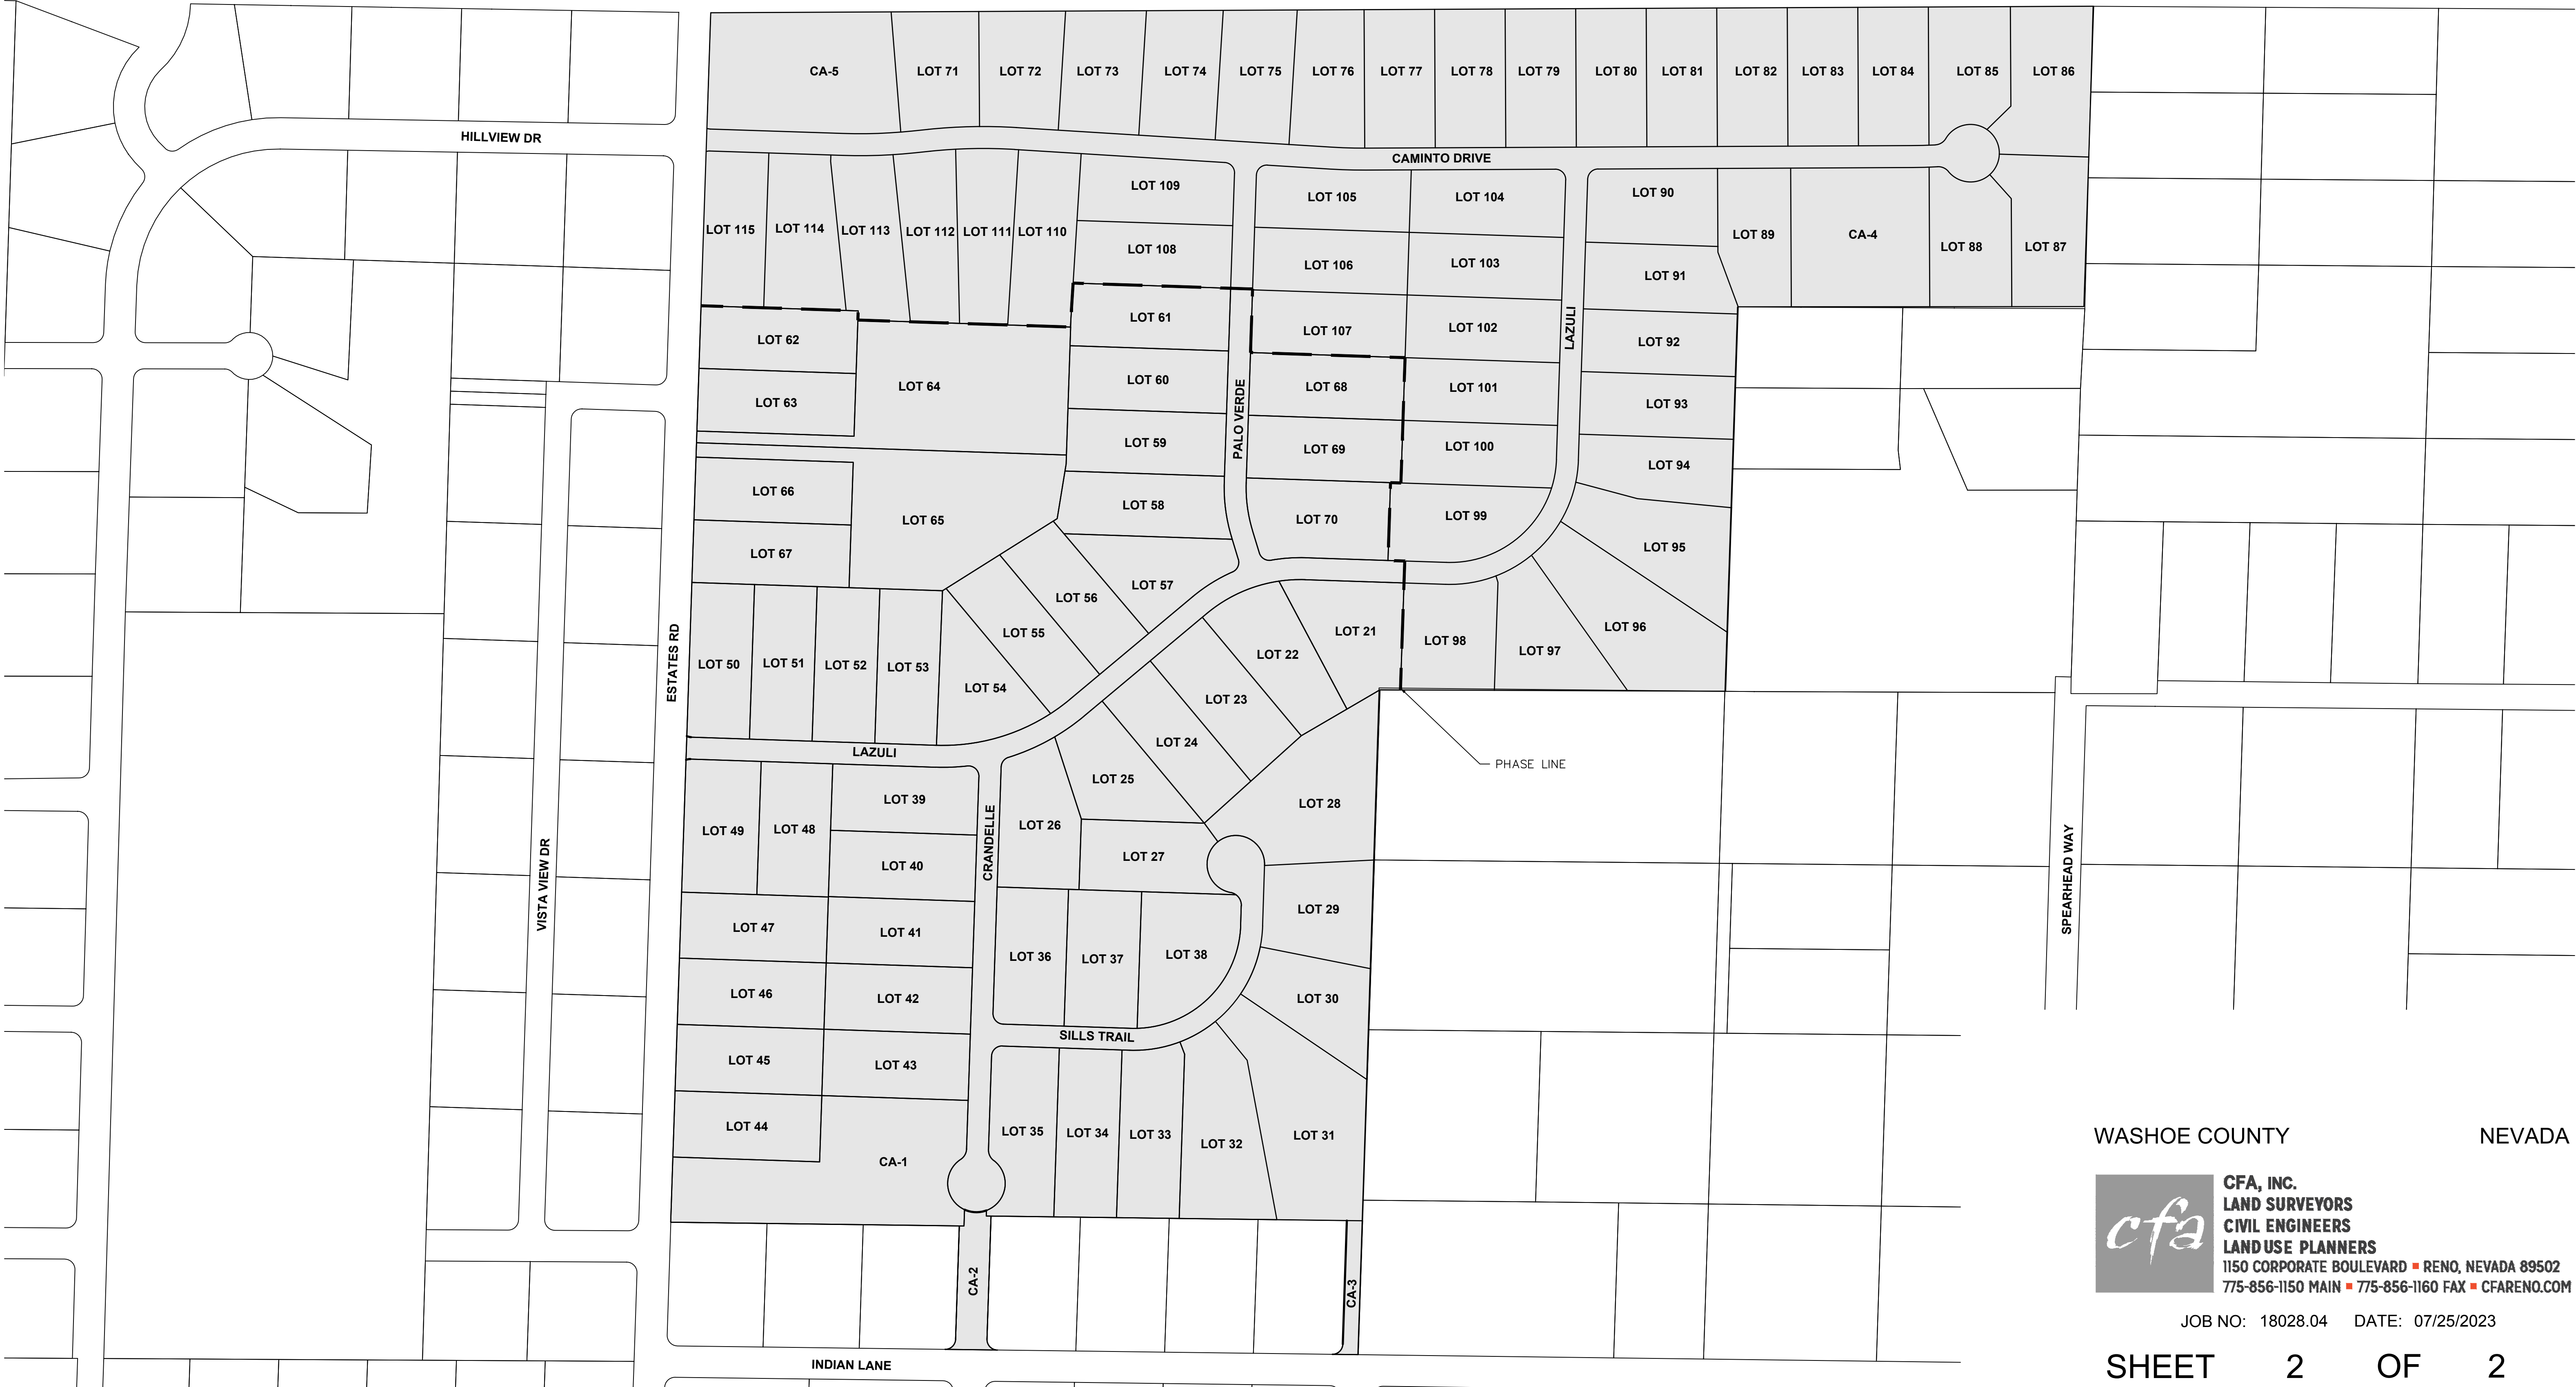 CA-5
LOT 71
LOT 72
LOT 73
LOT 74
LOT 75
LOT 76
LOT 77
LOT 78
LOT 79
LOT 80
LOT 81
LOT 82
LOT 83
LOT 84
LOT 85
LOT 86
HILLVIEW DR
CAMINTO DRIVE
LOT 109
LOT 105
LOT 104
LOT 90
LOT 115
LOT 114
LOT 113
LOT 112
LOT 111
LOT 110
LOT 108
LOT 106
LOT 103
LOT 89
CA-4
LOT 88
LOT 87
LOT 91
LOT 61
LOT 107
LOT 102
LAZULI
LOT 92
LOT 62
LOT 64
LOT 60
LOT 68
LOT 101
LOT 63
LOT 93
PALO VERDE
LOT 59
LOT 69
LOT 100
LOT 94
LOT 66
LOT 65
LOT 58
LOT 70
LOT 99
LOT 67
LOT 95
LOT 57
LOT 56
LOT 55
LOT 21
LOT 98
LOT 96
ESTATES RD
LOT 50
LOT 51
LOT 52
LOT 53
LOT 22
LOT 97
LOT 54
LOT 23
LAZULI
LOT 24
PHASE LINE
LOT 25
LOT 39
LOT 28
LOT 49
LOT 48
LOT 26
CRANDELLE
LOT 40
LOT 27
VISTA VIEW DR
SPEARHEAD WAY
LOT 29
LOT 47
LOT 41
LOT 36
LOT 37
LOT 38
LOT 46
LOT 42
LOT 30
SILLS TRAIL
LOT 45
LOT 43
LOT 44
LOT 35
LOT 34
LOT 33
LOT 32
LOT 31
CA-1
CA-2
CA-3
INDIAN LANE
WASHOE COUNTY NEVADA
cfa
CFA, INC.
LAND SURVEYORS
CIVIL ENGINEERS
LAND USE PLANNERS
1150 CORPORATE BOULEVARD ▪ RENO, NEVADA 89502
775-856-1150 MAIN ▪ 775-856-1160 FAX ▪ CFARENO.COM
JOB NO: 18028.04 DATE: 07/25/2023
SHEET 2 OF 2